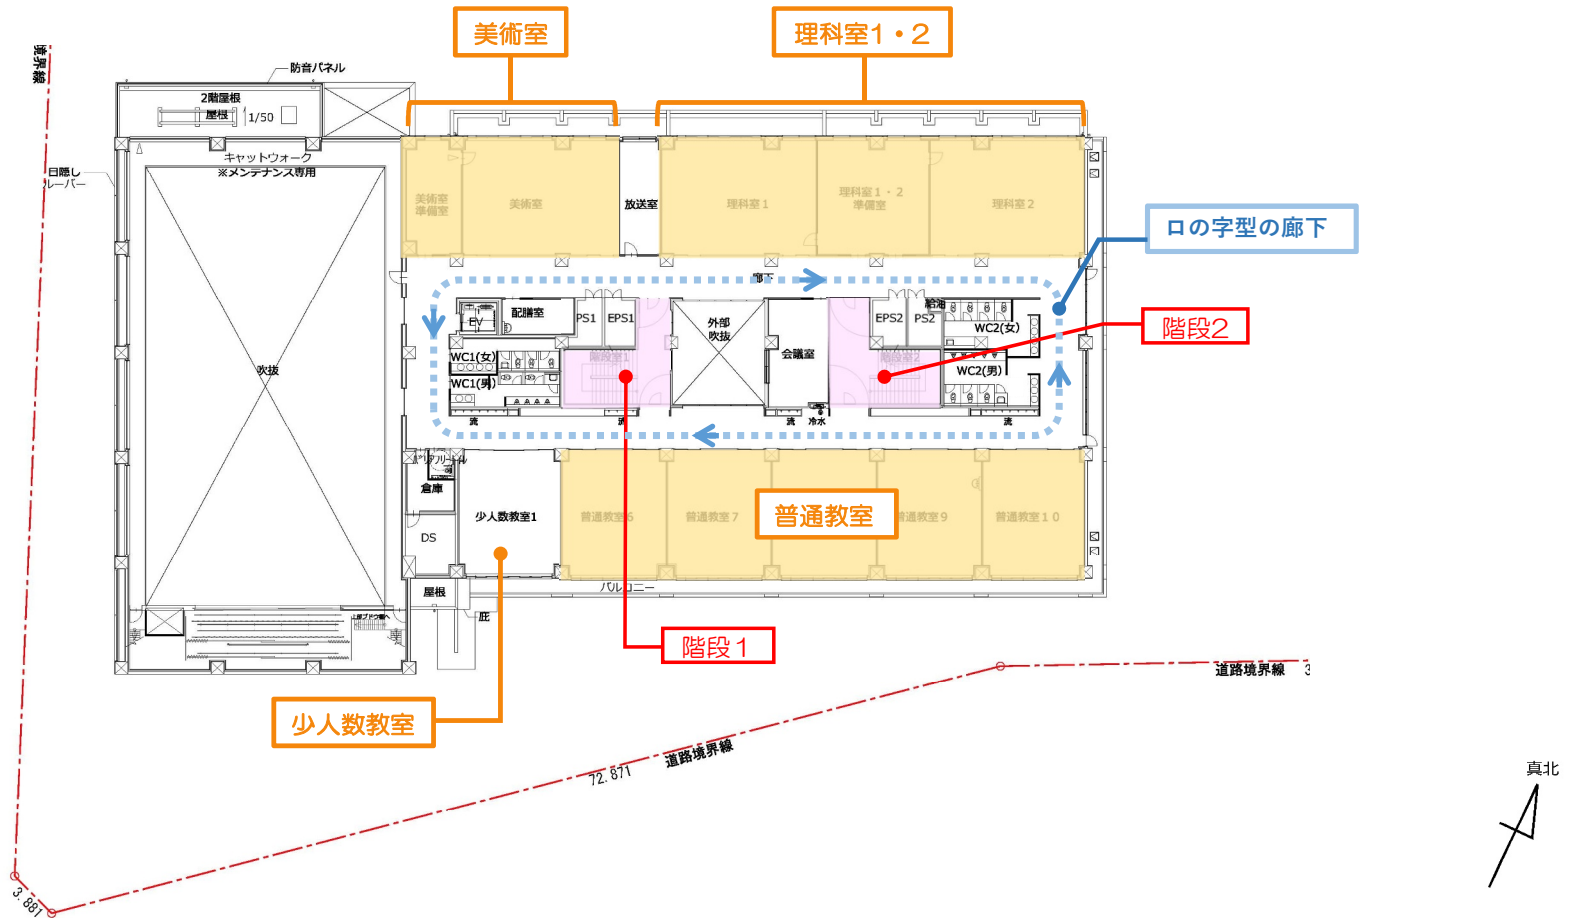 美術室
理科室1・2
境界線
防音パネル
2階屋根
屋根
1/50
キャットウォーク
※メンテナンス専用
目隠し
ルーバー
美術室
準備室
美術室
放送室
理科室1
理科室1・2
準備室
理科室2
ロの字型の廊下
廊下
配膳室
EV
PS1
EPS1
外部
吹抜
会議室
EPS2
PS2
給湯
WC2(女)
階段2
WC1(女)
階段室1
階段室2
WC1(男)
WC2(男)
吹抜
流
流
流
冷水
流
倉庫
少人数教室1
普通教室6
普通教室7
普通教室
普通教室9
普通教室10
DS
バルコニー
屋根
庇
階段1
少人数教室
道路境界線
道路境界線
72.871
3.881
真北